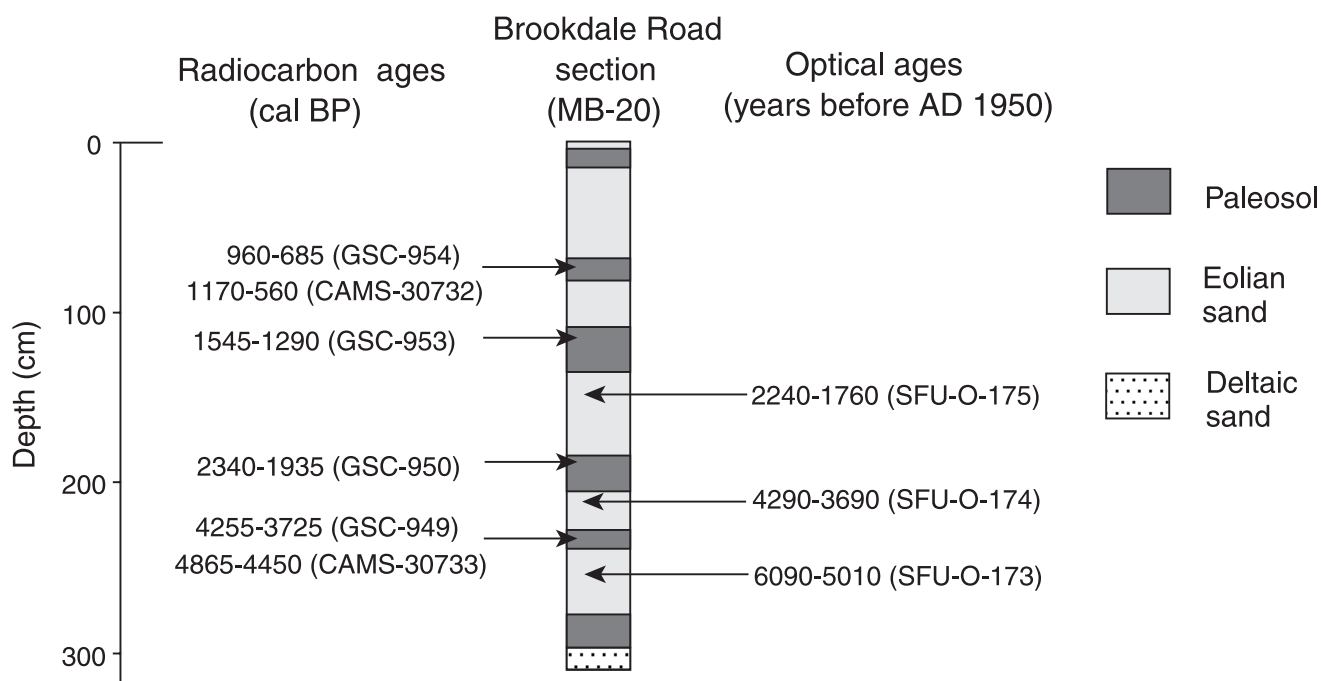 Radiocarbon ages
(cal BP)
Brookdale Road
section
(MB-20)
Optical ages
(years before AD 1950)
Depth (cm)
0
100
200
300
960-685 (GSC-954)
1170-560 (CAMS-30732)
1545-1290 (GSC-953)
2340-1935 (GSC-950)
4255-3725 (GSC-949)
4865-4450 (CAMS-30733)
2240-1760 (SFU-O-175)
4290-3690 (SFU-O-174)
6090-5010 (SFU-O-173)
Paleosol
Eolian
sand
Deltaic
sand